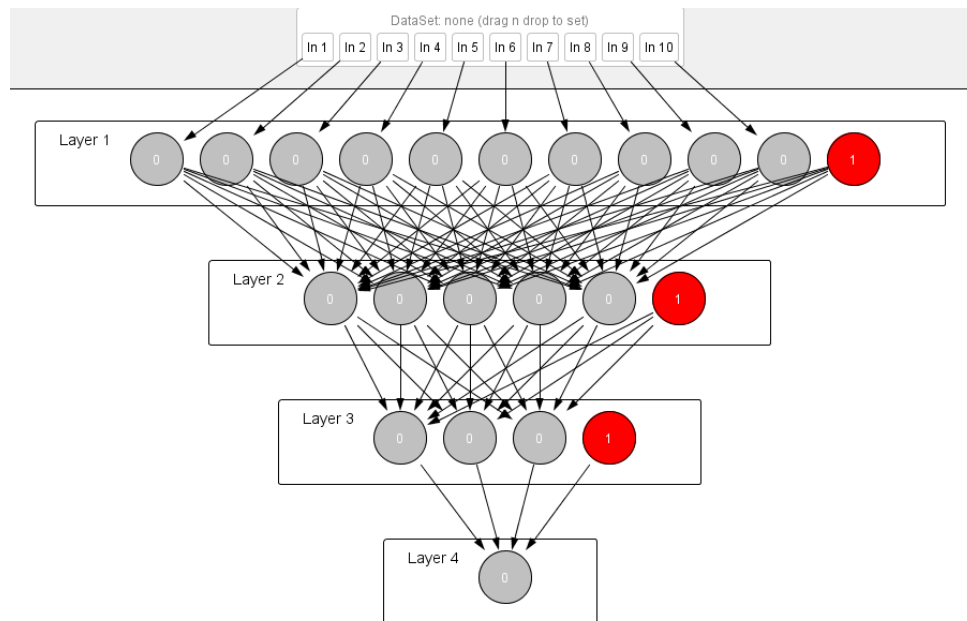 DataSet: none (drag n drop to set)
In 1 In 2 In 3 In 4 In 5 In 6 In 7 In 8 In 9 In 10
Layer 1
0 0 0 0 0 0 0 0 0 0 1
Layer 2
0 0 0 0 0 1
Layer 3
0 0 0 1
Layer 4
0